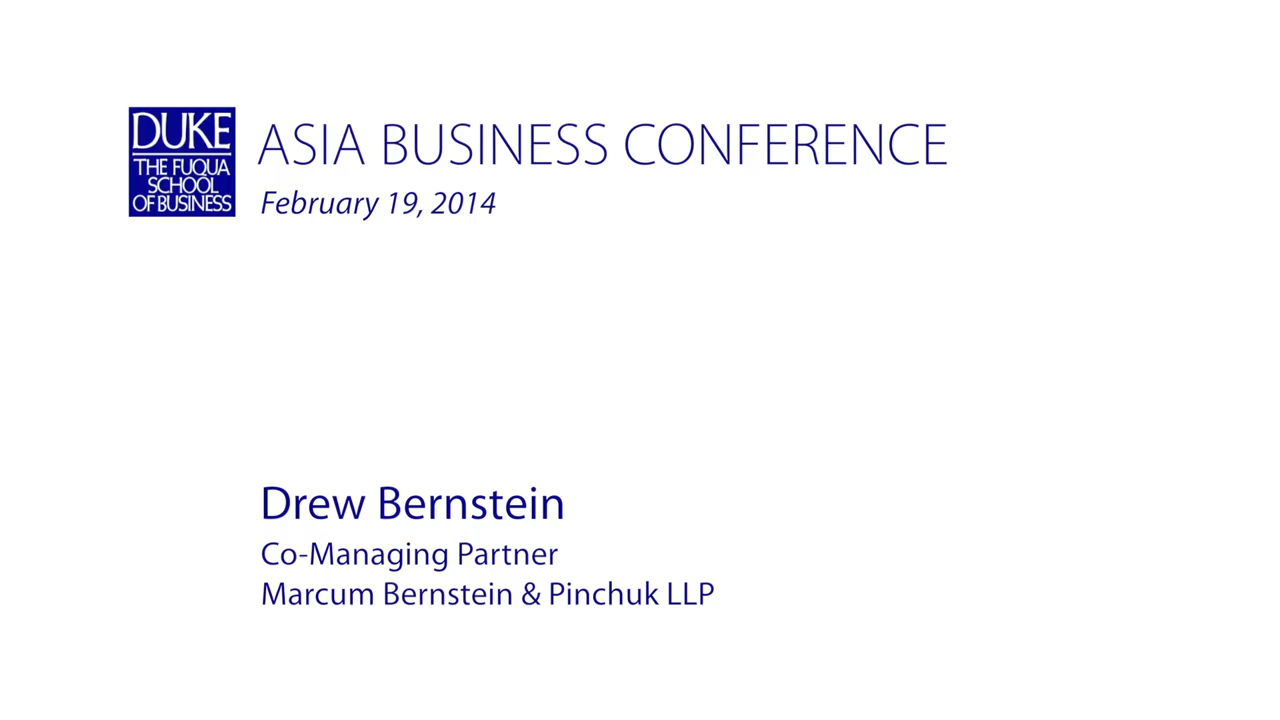 DUKE
THE FUQUA
SCHOOL
OF BUSINESS
ASIA BUSINESS CONFERENCE
February 19, 2014
Drew Bernstein
Co-Managing Partner
Marcum Bernstein & Pinchuk LLP